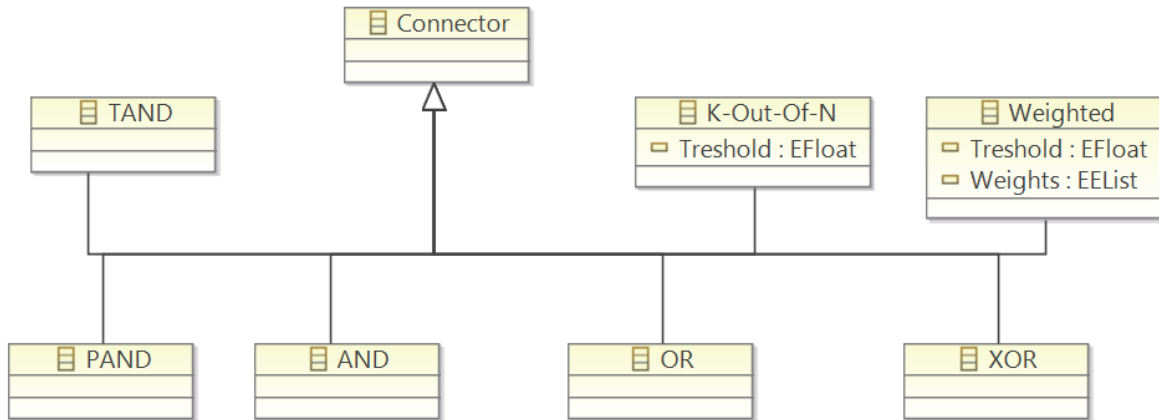 Connector
TAND
K-Out-Of-N
Treshold : EFloat
Weighted
Treshold : EFloat
Weights : EEList
PAND
AND
OR
XOR